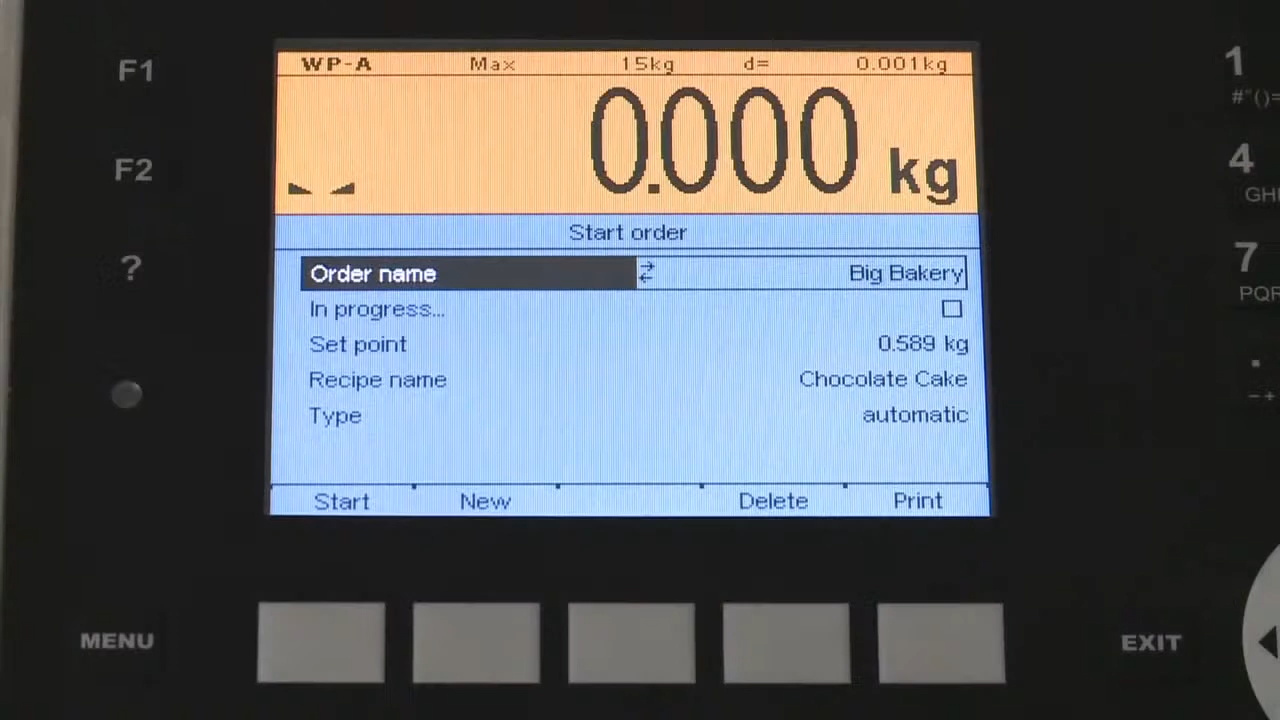 WP-A Max 15kg d= 0.001kg
0.000 kg
Start order
Order name Big Bakery
In progress...
Set point 0.589 kg
Recipe name Chocolate Cake
Type automatic
Start New Delete Print
F1
F2
?
MENU
EXIT
1
#"()=
4
GHI
7
PQR
.
-+